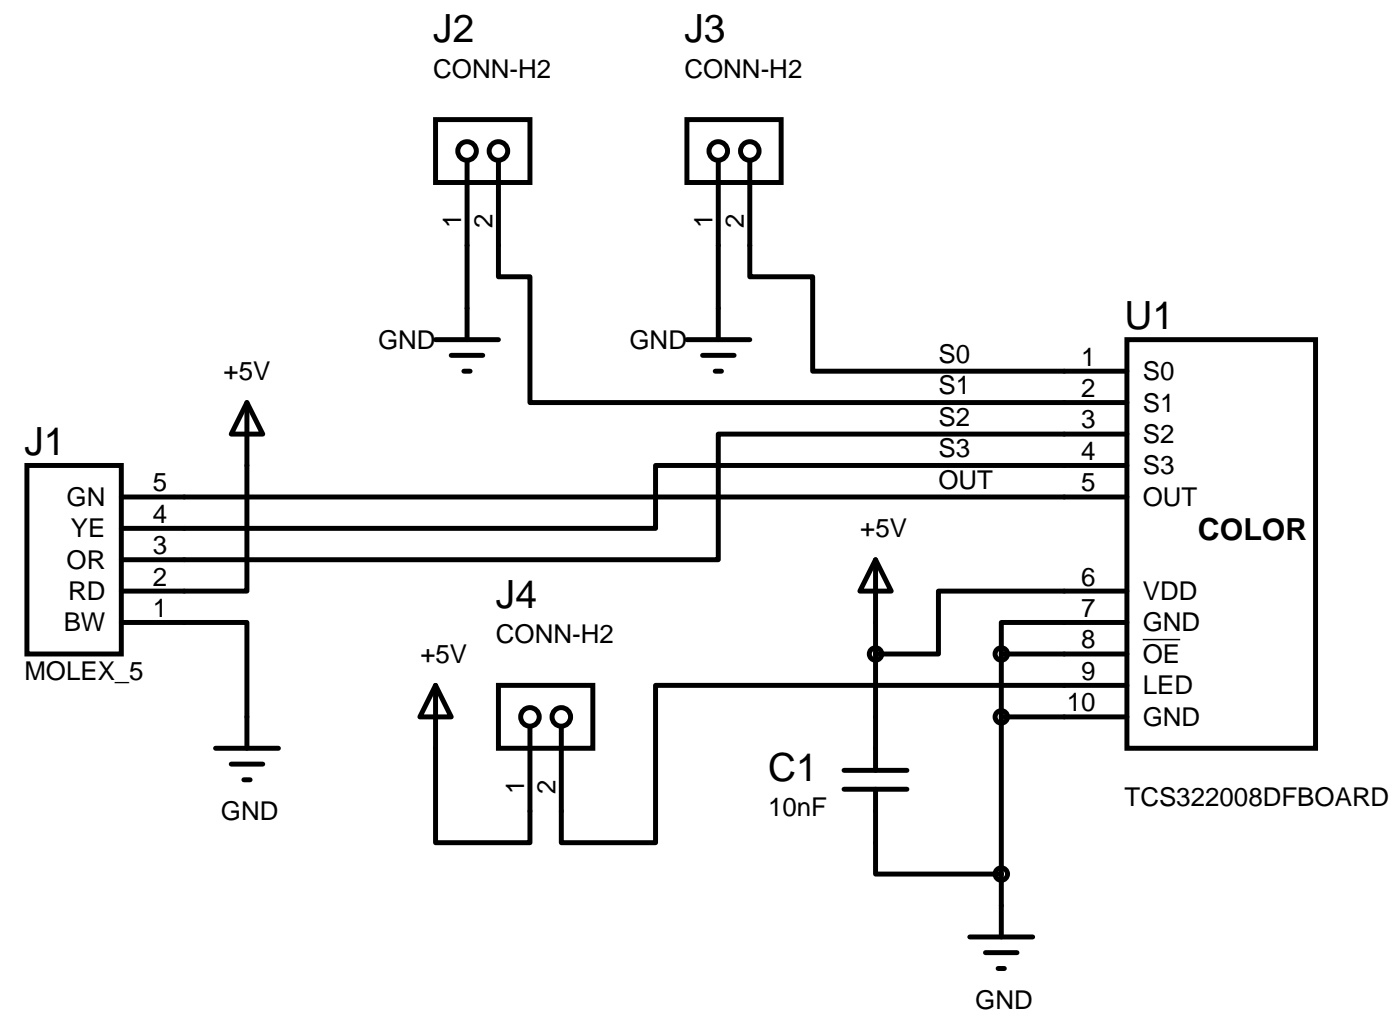 J2
CONN-H2
1
2
GND
J3
CONN-H2
1
2
GND
+5V
J1
GN 5
YE 4
OR 3
RD 2
BW 1
MOLEX_5
GND
S0
S1
S2
S3
OUT
U1
1 S0
2 S1
3 S2
4 S3
5 OUT
COLOR
6 VDD
7 GND
8 OE
9 LED
10 GND
TCS322008DFBOARD
+5V
J4
CONN-H2
+5V
1
2
C1
10nF
GND